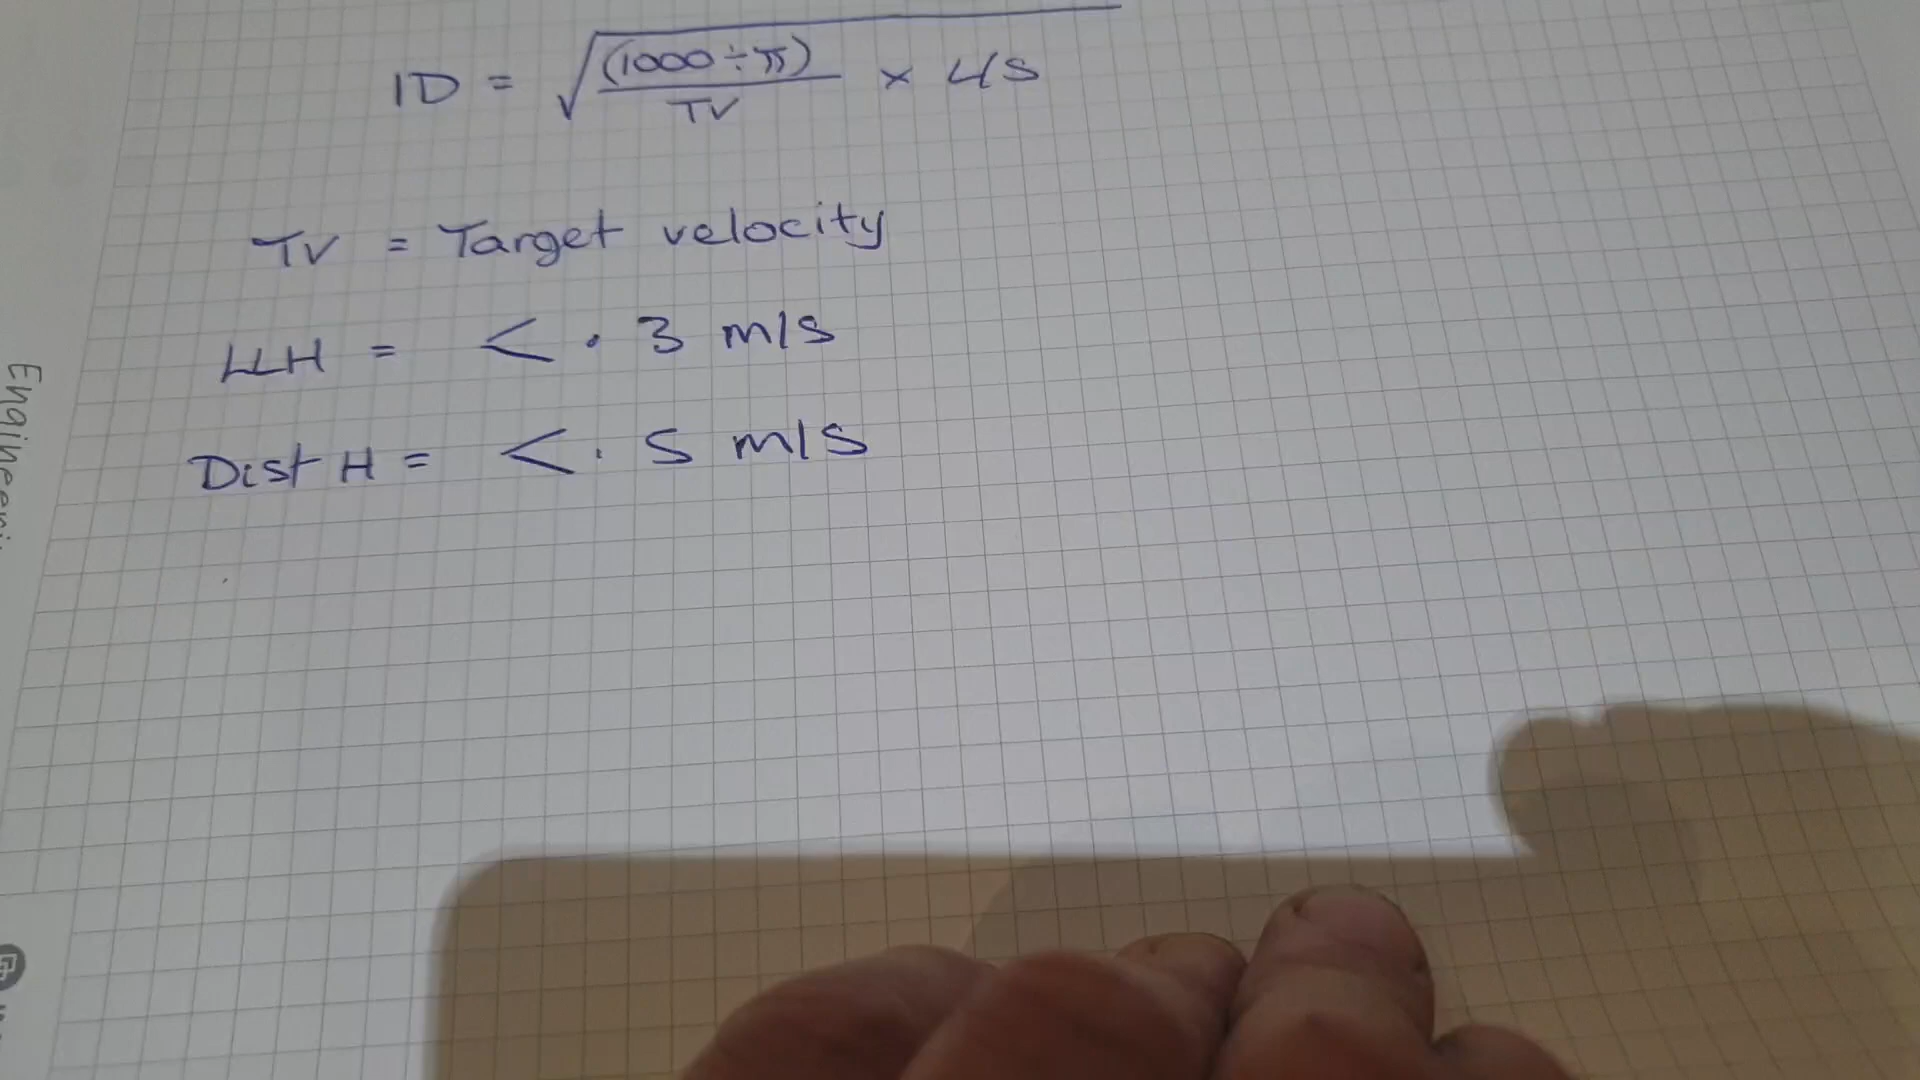 ID = √((1000 ÷ π) / TV × 4S)
TV = Target velocity
LLH = < . 3 m/s
Dist H = < . 5 m/s